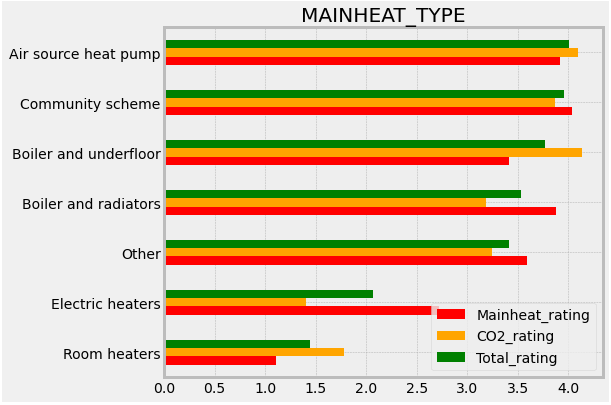 MAINHEAT_TYPE
Air source heat pump
Community scheme
Boiler and underfloor
Boiler and radiators
Other
Electric heaters
Room heaters
Mainheat_rating
CO2_rating
Total_rating
0.0 0.5 1.0 1.5 2.0 2.5 3.0 3.5 4.0